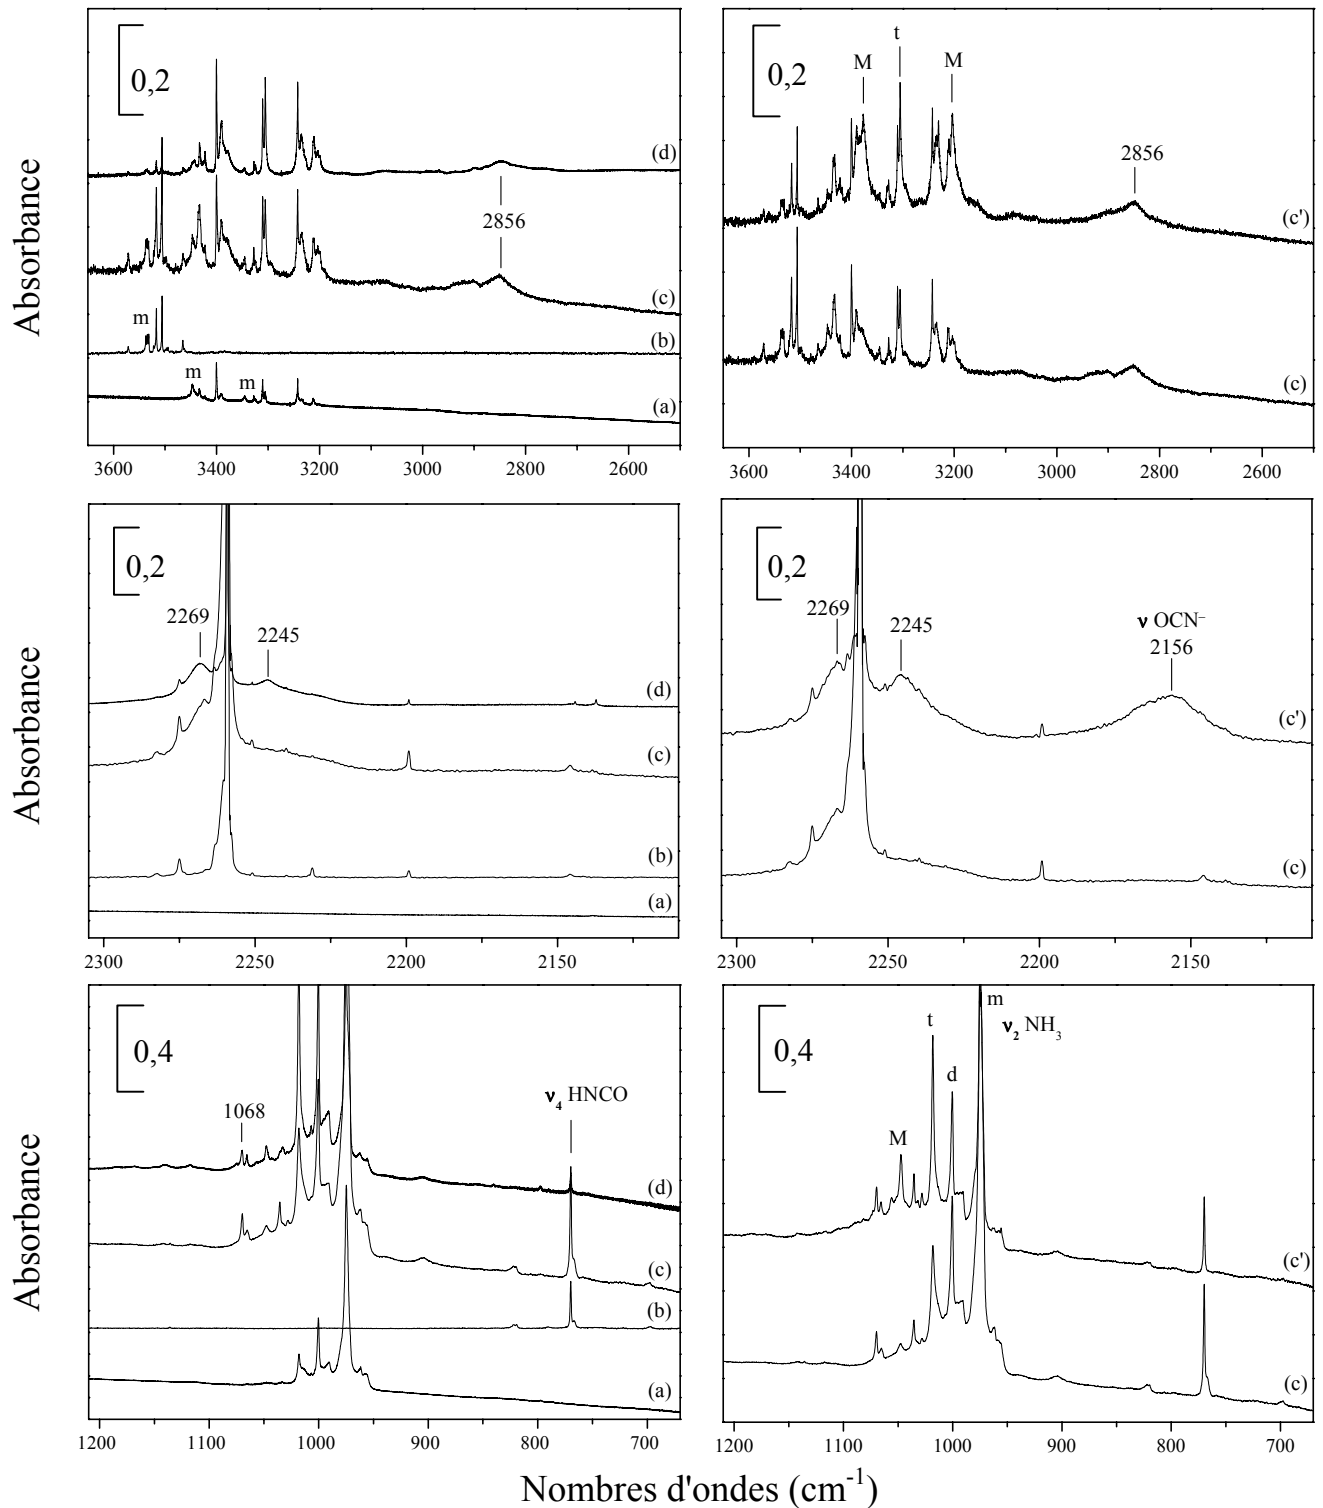 Absorbance
0,2
(d)
2856
(c)
m
(b)
m
m
(a)
3600
3400
3200
3000
2800
2600
0,2
M
t
M
2856
(c')
(c)
3600
3400
3200
3000
2800
2600
Absorbance
0,2
2269
2245
(d)
(c)
(b)
(a)
2300
2250
2200
2150
0,2
2269
2245
ν OCN⁻
2156
(c')
(c)
2300
2250
2200
2150
Absorbance
0,4
1068
ν₄ HNCO
(d)
(c)
(b)
(a)
1200
1100
1000
900
800
700
0,4
t
m
ν₂ NH₃
d
M
(c')
(c)
1200
1100
1000
900
800
700
Nombres d'ondes (cm⁻¹)